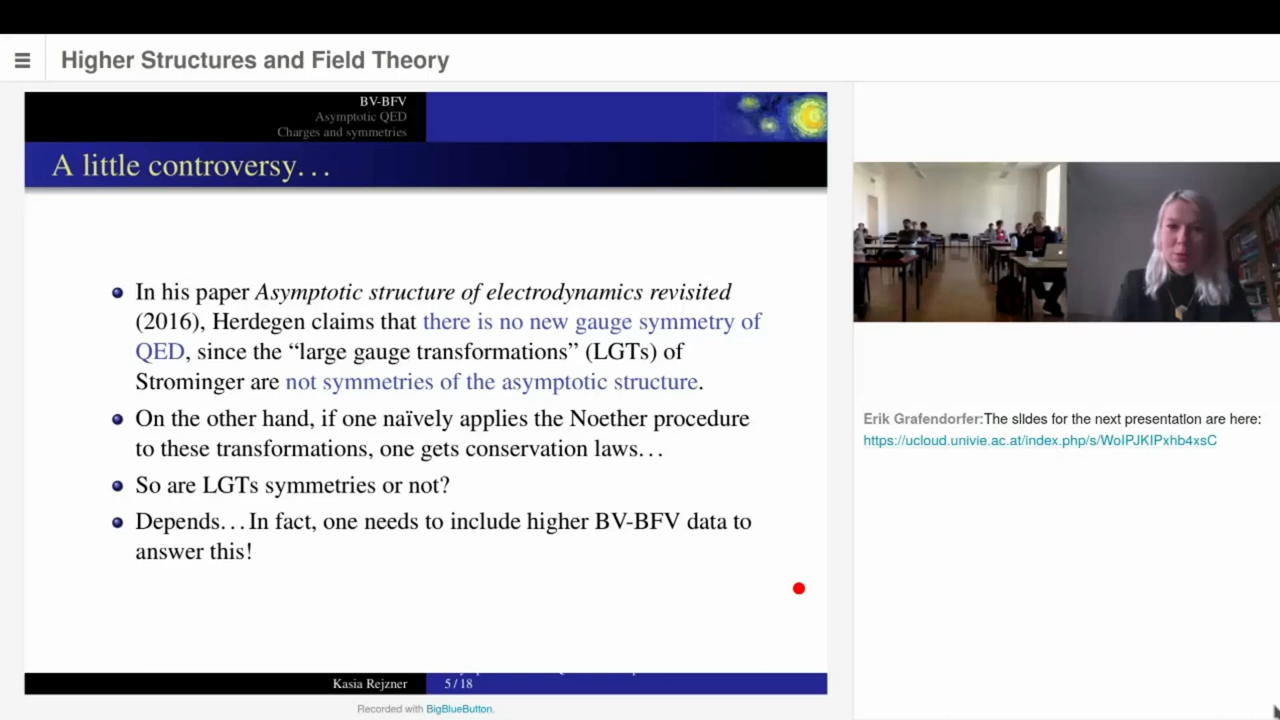 Higher Structures and Field Theory
BV-BFV
Asymptotic QED
Charges and symmetries
A little controversy...
In his paper Asymptotic structure of electrodynamics revisited
(2016), Herdegen claims that there is no new gauge symmetry of
QED, since the “large gauge transformations” (LGTs) of
Strominger are not symmetries of the asymptotic structure.
On the other hand, if one naïvely applies the Noether procedure
to these transformations, one gets conservation laws...
So are LGTs symmetries or not?
Depends...In fact, one needs to include higher BV-BFV data to
answer this!
Kasia Rejzner
5 / 18
Recorded with BigBlueButton.
Erik Grafendorfer:The slIdes for the next presentatIon are here:
https://ucloud.univie.ac.at/index.php/s/WoIPJKIPxhb4xsC